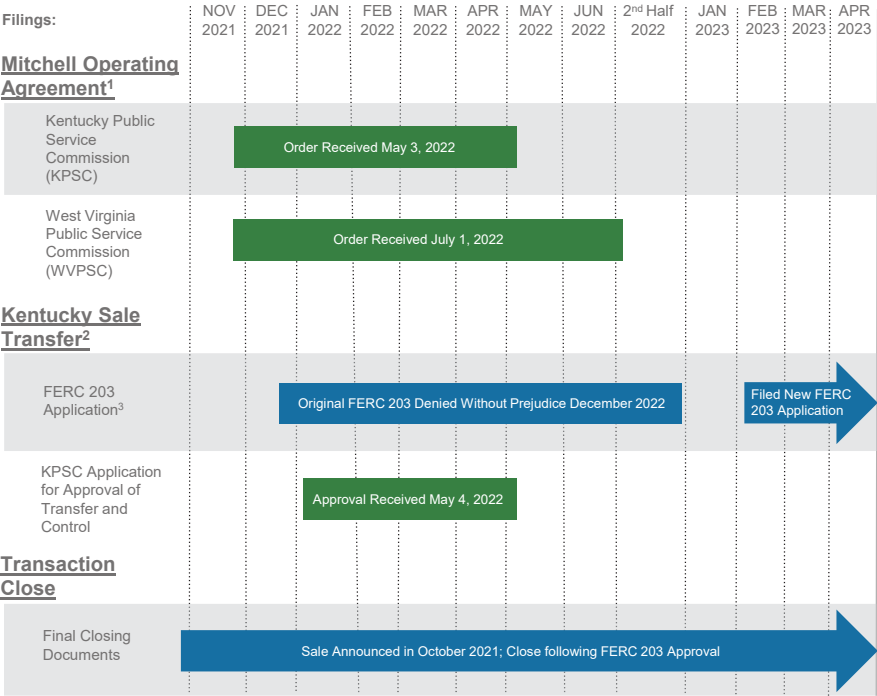 Filings:
NOV 2021
DEC 2021
JAN 2022
FEB 2022
MAR 2022
APR 2022
MAY 2022
JUN 2022
2nd Half 2022
JAN 2023
FEB 2023
MAR 2023
APR 2023
Mitchell Operating
Agreement1
Kentucky Public
Service
Commission
(KPSC)
Order Received May 3, 2022
West Virginia
Public Service
Commission
(WVPSC)
Order Received July 1, 2022
Kentucky Sale
Transfer2
FERC 203
Application3
Original FERC 203 Denied Without Prejudice December 2022
Filed New FERC
203 Application
KPSC Application
for Approval of
Transfer and
Control
Approval Received May 4, 2022
Transaction
Close
Final Closing
Documents
Sale Announced in October 2021; Close following FERC 203 Approval